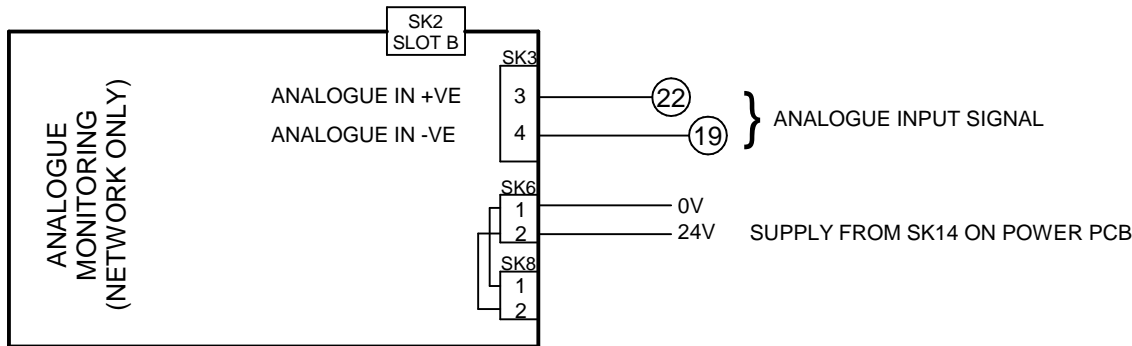 SK2
SLOT B
SK3
ANALOGUE IN +VE 3 22
ANALOGUE IN -VE 4 19
} ANALOGUE INPUT SIGNAL
ANALOGUE
MONITORING
(NETWORK ONLY)
SK6
1 0V
2 24V SUPPLY FROM SK14 ON POWER PCB
SK8
1
2